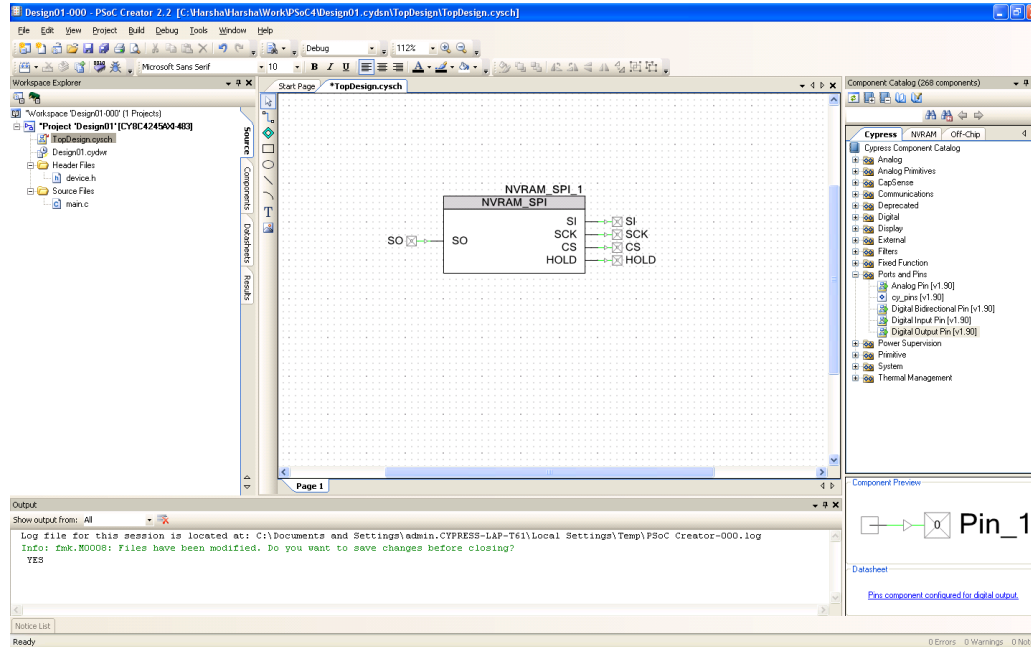 Design01-000 - PSoC Creator 2.2 [C:\Harsha\Harsha\Work\PSoC4\Design01.cydsn\TopDesign\TopDesign.cysch]
File Edit View Project Build Debug Tools Window Help
Debug 112%
Microsoft Sans Serif 10 B I U
Workspace Explorer
Workspace 'Design01-000' (1 Projects)
Project 'Design01' [CY8C4245AXI-483]
TopDesign.cysch
Design01.cydwr
Header Files
device.h
Source Files
main.c
Source
Components
Datasheets
Results
Start Page *TopDesign.cysch
NVRAM_SPI_1
NVRAM_SPI
SO SO
SI SI
SCK SCK
CS CS
HOLD HOLD
T
Page 1
Component Catalog (268 components)
Cypress NVRAM Off-Chip
Cypress Component Catalog
Analog
Analog Primitives
CapSense
Communications
Deprecated
Digital
Display
External
Filters
Fixed Function
Ports and Pins
Analog Pin [v1.90]
cy_pins [v1.90]
Digital Bidirectional Pin [v1.90]
Digital Input Pin [v1.90]
Digital Output Pin [v1.90]
Power Supervision
Primitive
System
Thermal Management
Component Preview
0 Pin_1
Datasheet
Pins component configured for digital output.
Output
Show output from: All
Log file for this session is located at: C:\Documents and Settings\admin.CYPRESS-LAP-T61\Local Settings\Temp\PSoC Creator-000.log
Info: fmk.M0008: Files have been modified. Do you want to save changes before closing?
YES
Notice List
Ready
0 Errors 0 Warnings 0 Not